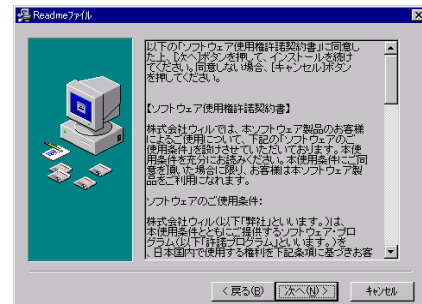 Readmeファイル
以下の「ソフトウェア使用権許諾契約書」に同意し
た上、[次へ]ボタンを押して、インストールを続け
てください。同意しない場合、[キャンセル]ボタン
を押してください。
【ソフトウェア使用権許諾契約書】
株式会社ウィルでは、本ソフトウェア製品のお客様
によるご使用について、下記の「ソフトウェアのご
使用条件」を設けさせていただいております。本使
用条件を充分にお読みください。本使用条件にご同
意を頂いた場合に限り、お客様は本ソフトウェア製
品をご利用になれます。
ソフトウェアのご使用条件:
株式会社ウィル(以下「弊社」といいます。)は、
本使用条件とともにご提供するソフトウェア・プロ
グラム(以下「許諾プログラム」といいます。)を
、日本国内で使用する権利を下記条項に基づきお客
< 戻る(B)
次へ(N) >
キャンセル